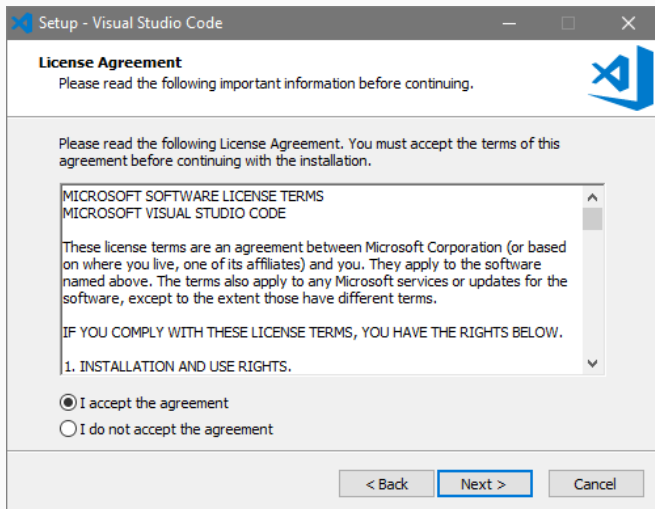 Setup - Visual Studio Code
License Agreement
Please read the following important information before continuing.
Please read the following License Agreement. You must accept the terms of this
agreement before continuing with the installation.
MICROSOFT SOFTWARE LICENSE TERMS
MICROSOFT VISUAL STUDIO CODE
These license terms are an agreement between Microsoft Corporation (or based
on where you live, one of its affiliates) and you. They apply to the software
named above. The terms also apply to any Microsoft services or updates for the
software, except to the extent those have different terms.
IF YOU COMPLY WITH THESE LICENSE TERMS, YOU HAVE THE RIGHTS BELOW.
1. INSTALLATION AND USE RIGHTS.
I accept the agreement
I do not accept the agreement
< Back Next > Cancel